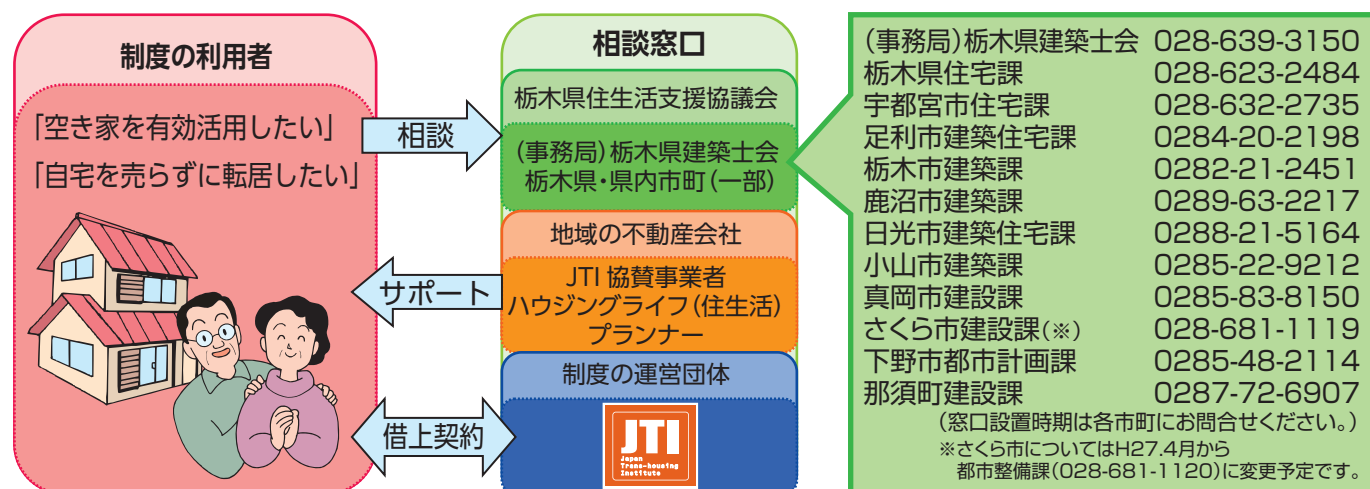 制度の利用者
「空き家を有効活用したい」
「自宅を売らずに転居したい」
相談
サポート
借上契約
相談窓口
栃木県住生活支援協議会
(事務局)栃木県建築士会
栃木県・県内市町(一部)
地域の不動産会社
JTI 協賛事業者
ハウジングライフ(住生活)
プランナー
制度の運営団体
JTI
Japan
Trans-housing
Institute
(事務局)栃木県建築士会 028-639-3150
栃木県住宅課 028-623-2484
宇都宮市住宅課 028-632-2735
足利市建築住宅課 0284-20-2198
栃木市建築課 0282-21-2451
鹿沼市建築課 0289-63-2217
日光市建築住宅課 0288-21-5164
小山市建築課 0285-22-9212
真岡市建設課 0285-83-8150
さくら市建設課(※) 028-681-1119
下野市都市計画課 0285-48-2114
那須町建設課 0287-72-6907
(窓口設置時期は各市町にお問合せください。)
※さくら市についてはH27.4月から
都市整備課(028-681-1120)に変更予定です。